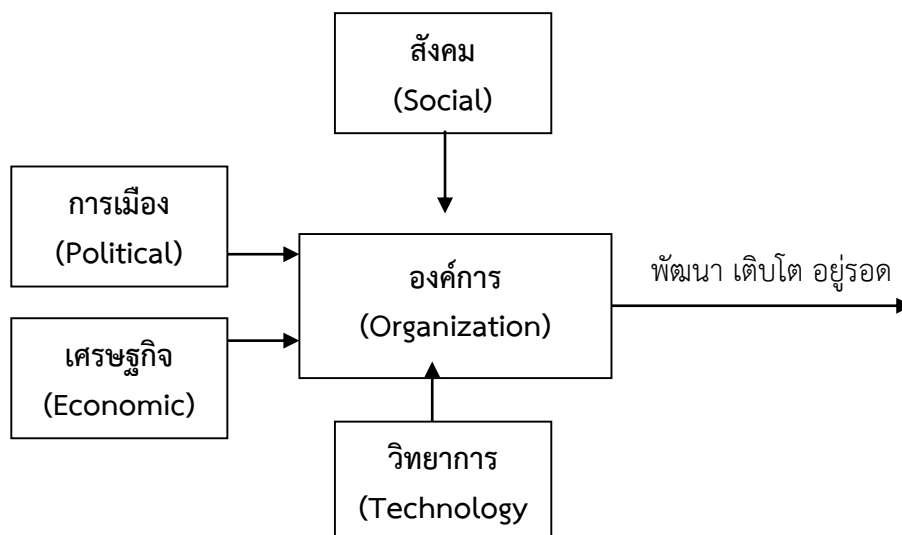 สังคม
(Social)
การเมือง
(Political)
องค์การ
(Organization)
พัฒนา เติบโต อยู่รอด
เศรษฐกิจ
(Economic)
วิทยาการ
(Technology